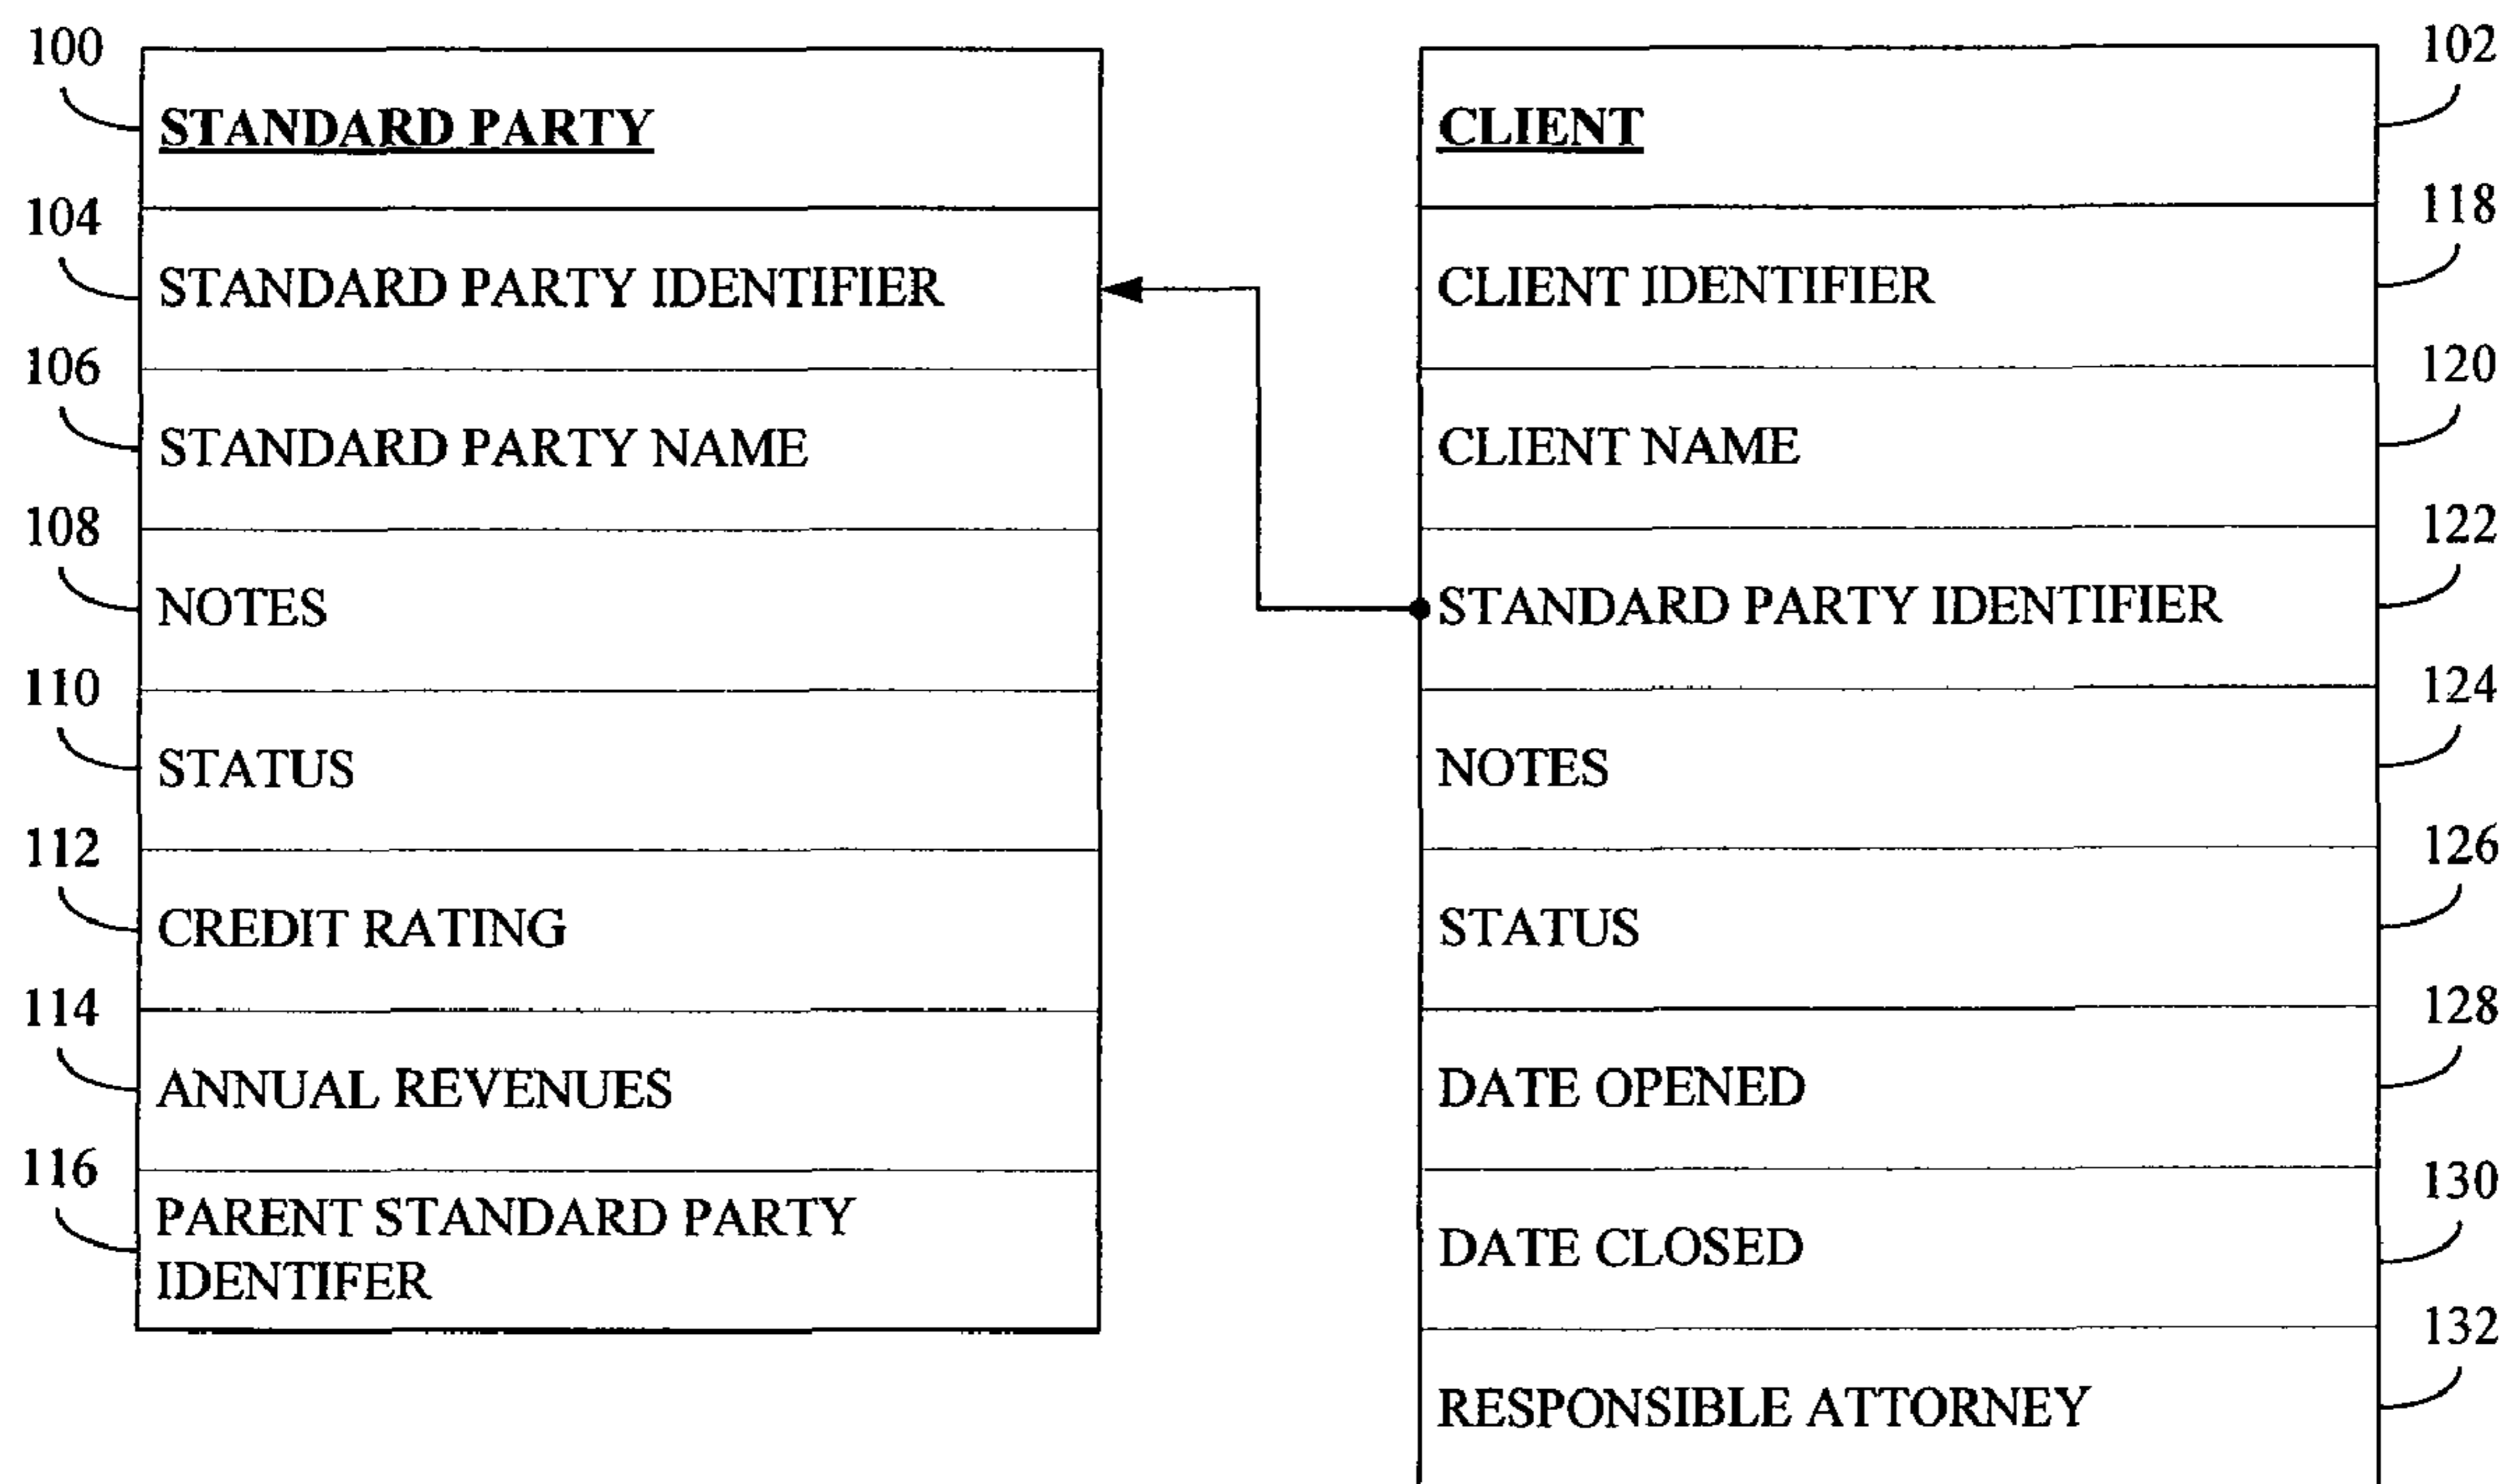 100
STANDARD PARTY
104
STANDARD PARTY IDENTIFIER
106
STANDARD PARTY NAME
108
NOTES
110
STATUS
112
CREDIT RATING
114
ANNUAL REVENUES
116
PARENT STANDARD PARTY
IDENTIFER
102
CLIENT
118
CLIENT IDENTIFIER
120
CLIENT NAME
122
STANDARD PARTY IDENTIFIER
124
NOTES
126
STATUS
128
DATE OPENED
130
DATE CLOSED
132
RESPONSIBLE ATTORNEY